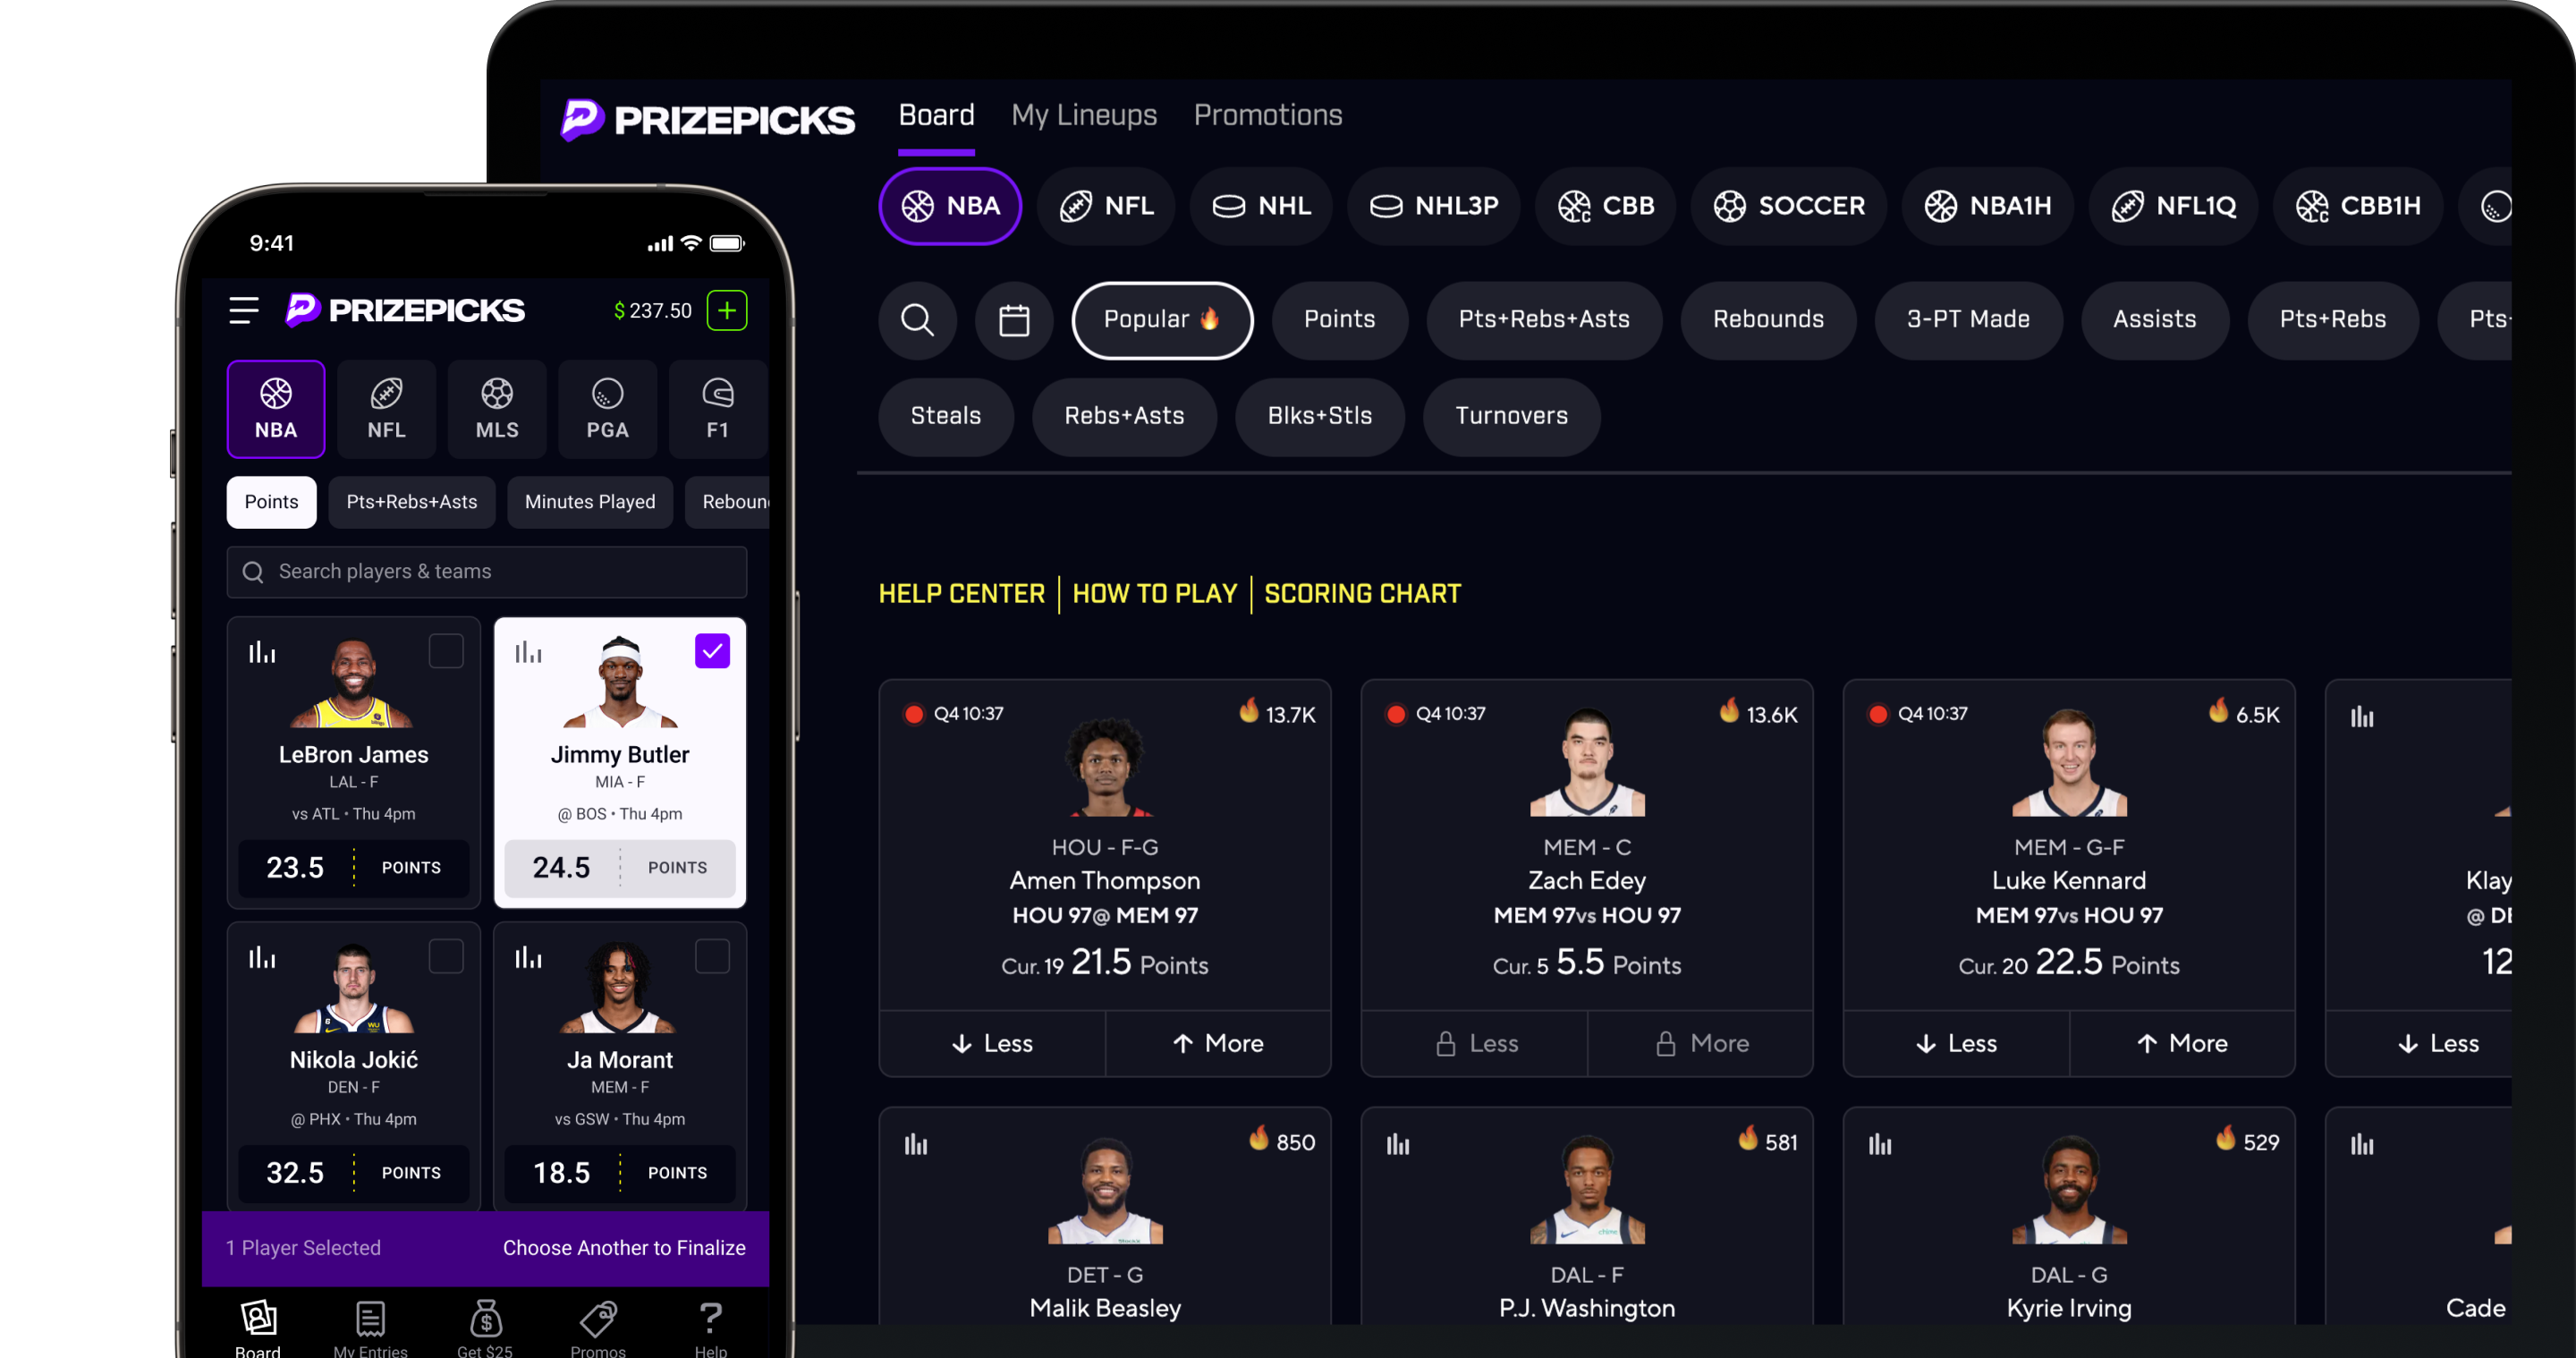 PRIZEPICKS
Board My Lineups Promotions
NBA NFL NHL NHL3P CBB SOCCER NBA1H NFL1Q CBB1H
Popular Points Pts+Rebs+Asts Rebounds 3-PT Made Assists Pts+Rebs Pts
Steals Rebs+Asts Blks+Stls Turnovers
HELP CENTER HOW TO PLAY SCORING CHART
Q4 10:37 13.7K
HOU - F-G
Amen Thompson
HOU 97@ MEM 97
Cur. 19 21.5 Points
Less More
Q4 10:37 13.6K
MEM - C
Zach Edey
MEM 97vs HOU 97
Cur. 5 5.5 Points
Less More
Q4 10:37 6.5K
MEM - G-F
Luke Kennard
MEM 97vs HOU 97
Cur. 20 22.5 Points
Less More
Klay
@ DE
12
Less
850
DET - G
Malik Beasley
581
DAL - F
P.J. Washington
529
DAL - G
Kyrie Irving
Cade
9:41
PRIZEPICKS $ 237.50 +
NBA NFL MLS PGA F1
Points Pts+Rebs+Asts Minutes Played Reboun
Search players & teams
LeBron James
LAL - F
vs ATL • Thu 4pm
23.5 POINTS
Jimmy Butler
MIA - F
@ BOS • Thu 4pm
24.5 POINTS
Nikola Jokić
DEN - F
@ PHX • Thu 4pm
32.5 POINTS
Ja Morant
MEM - F
vs GSW • Thu 4pm
18.5 POINTS
1 Player Selected Choose Another to Finalize
Board My Entries Get $25 Promos Help